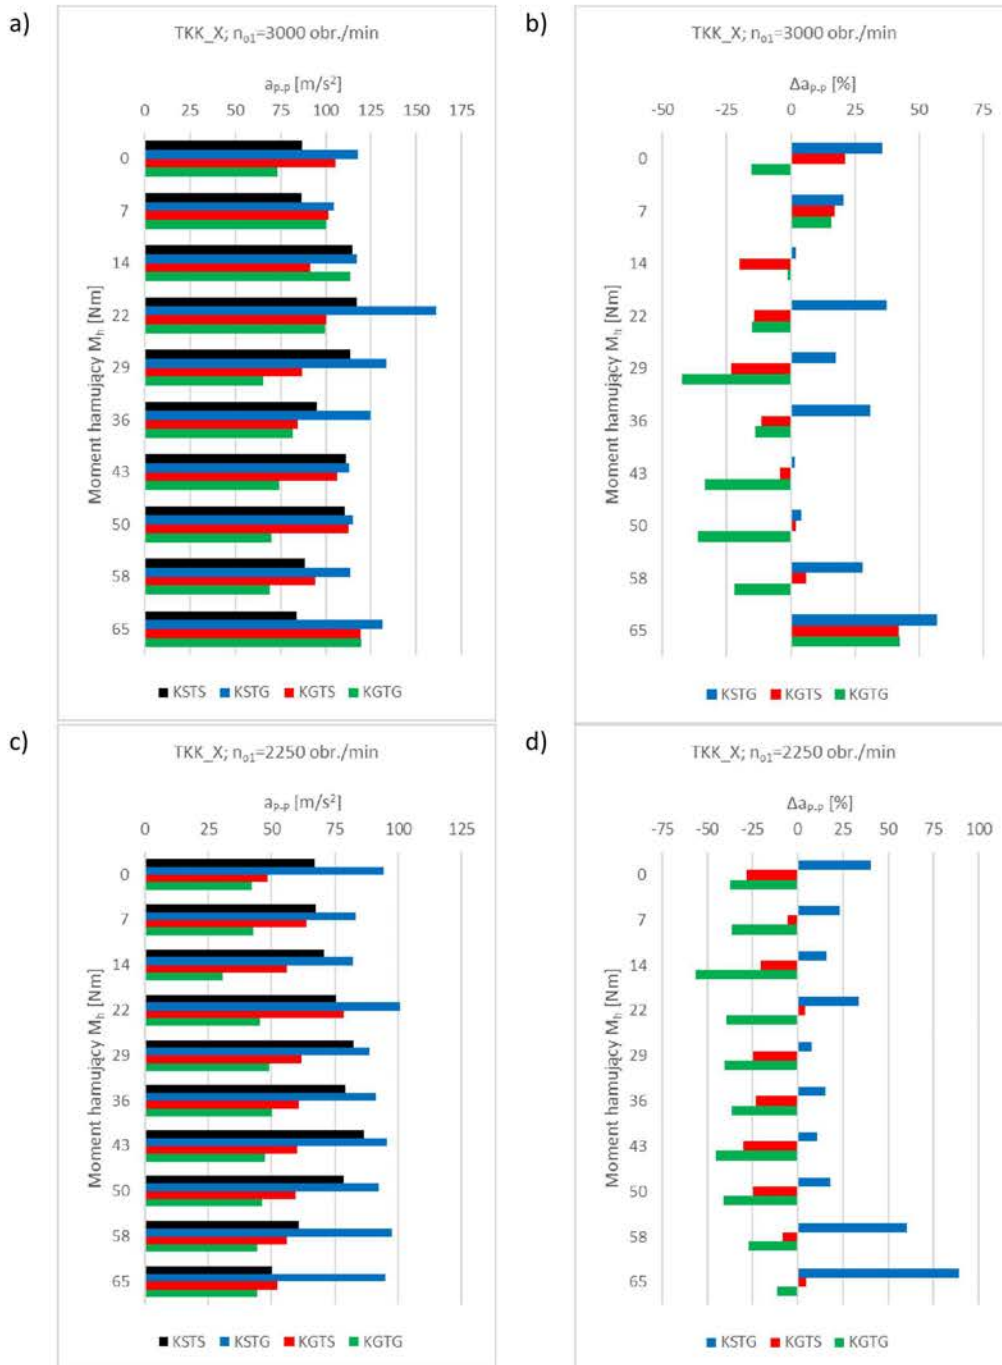 a)
TKK_X; nₒ₁=3000 obr./min
aₚ.ₚ [m/s²]
0 25 50 75 100 125 150 175
Moment hamujący Mₕ [Nm]
0
7
14
22
29
36
43
50
58
65
KSTS KSTG KGTS KGTG
b)
TKK_X; nₒ₁=3000 obr./min
Δaₚ.ₚ [%]
-50 -25 0 25 50 75
Moment hamujący Mₕ [Nm]
0
7
14
22
29
36
43
50
58
65
KSTG KGTS KGTG
c)
TKK_X; nₒ₁=2250 obr./min
aₚ.ₚ [m/s²]
0 25 50 75 100 125
Moment hamujący Mₕ [Nm]
0
7
14
22
29
36
43
50
58
65
KSTS KSTG KGTS KGTG
d)
TKK_X; nₒ₁=2250 obr./min
Δaₚ.ₚ [%]
-75 -50 -25 0 25 50 75 100
Moment hamujący Mₕ [Nm]
0
7
14
22
29
36
43
50
58
65
KSTG KGTS KGTG